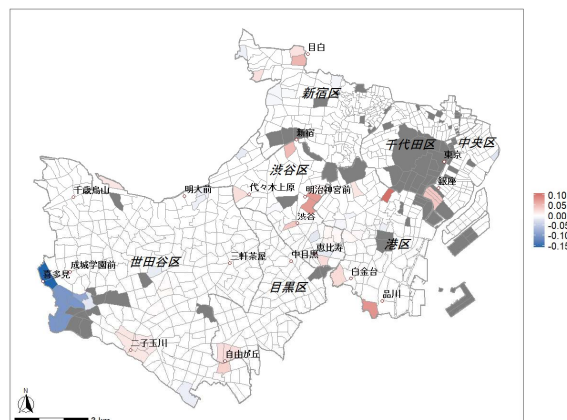 目白
新宿区
新宿
千代田区
中央区
東京
渋谷区
銀座
千歳烏山
明大前
代々木上原
明治神宮前
渋谷
恵比寿
港区
喜多見
成城学園前
世田谷区
三軒茶屋
中目黒
白金台
目黒区
品川
二子玉川
自由が丘
0.10
0.05
0.00
-0.05
-0.10
-0.15
N